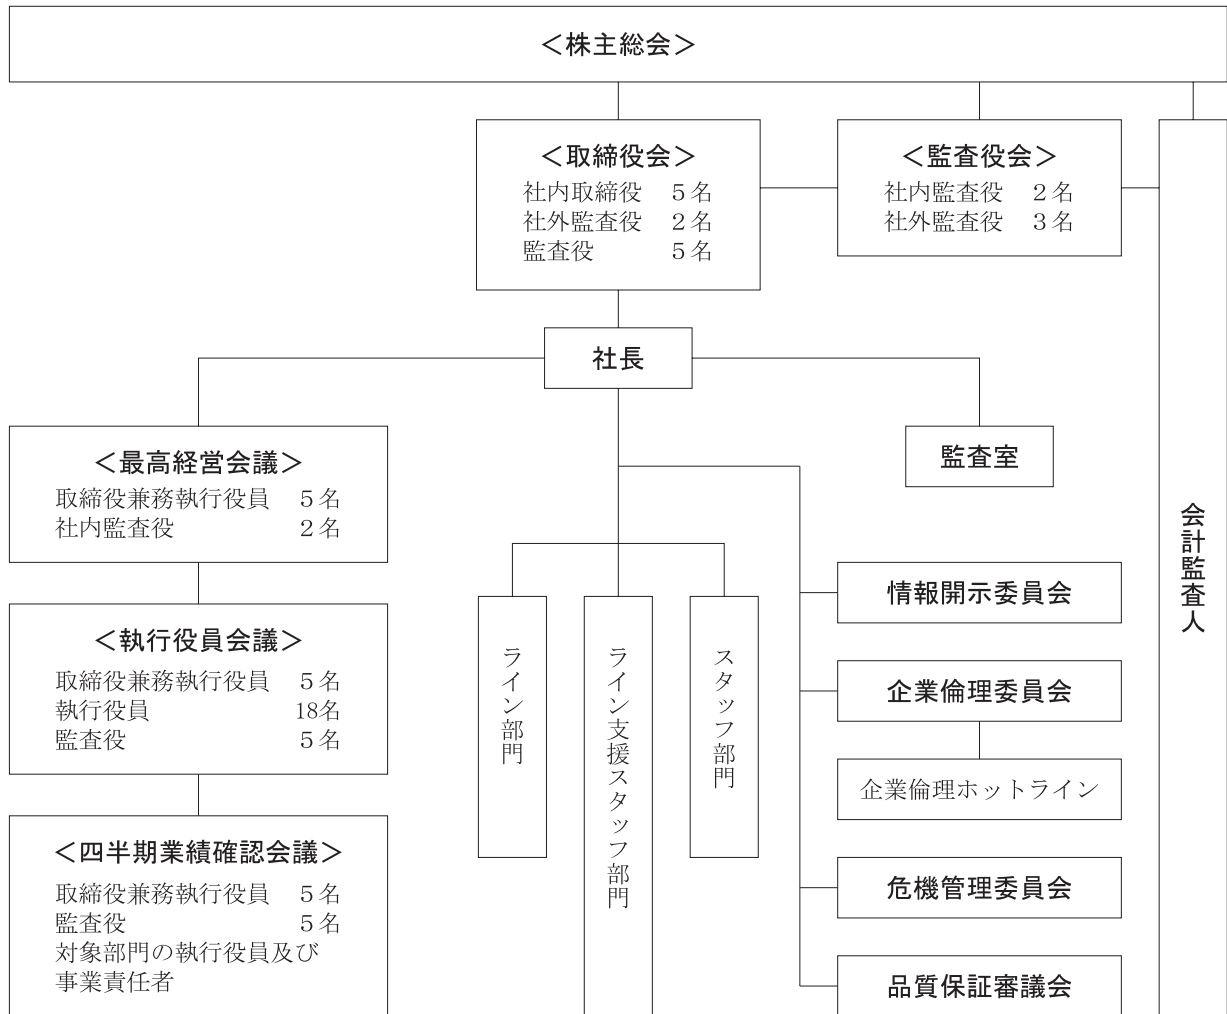 ＜株主総会＞
＜取締役会＞
社内取締役　５名
社外監査役　２名
監査役　５名
＜監査役会＞
社内監査役　２名
社外監査役　３名
会計監査人
社長
監査室
＜最高経営会議＞
取締役兼務執行役員　５名
社内監査役　２名
＜執行役員会議＞
取締役兼務執行役員　５名
執行役員　18名
監査役　５名
＜四半期業績確認会議＞
取締役兼務執行役員　５名
監査役　５名
対象部門の執行役員及び
事業責任者
ライン部門
ライン支援スタッフ部門
スタッフ部門
情報開示委員会
企業倫理委員会
企業倫理ホットライン
危機管理委員会
品質保証審議会